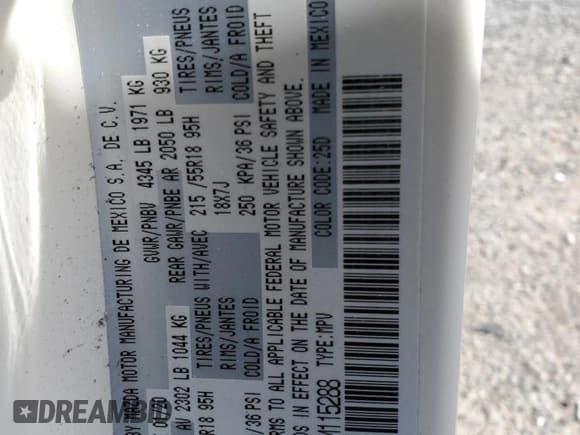 MAZDA MOTOR MANUFACTURING DE MEXICO S.A. DE C.V.
GVWR/PNBV 4345 LB 1971 KG
AV 2302 LB 1044 KG REAR GAWR/PNBE AR 2050 LB 930 KG
TIRES/PNEUS WITH/AVEC 215 /55R18 95H TIRES/PNEUS
R18 95H RIMS/JANTES 18X7J RIMS/JANTES
COLD/A FROID 250 KPA/36 PSI COLD/A FROID
/36 PSI
TO ALL APPLICABLE FEDERAL MOTOR VEHICLE SAFETY AND THEFT
IN EFFECT ON THE DATE OF MANUFACTURE SHOWN ABOVE.
115288 TYPE:MPV COLOR CODE:25D MADE IN MEXICO
AutoBidsCar.com